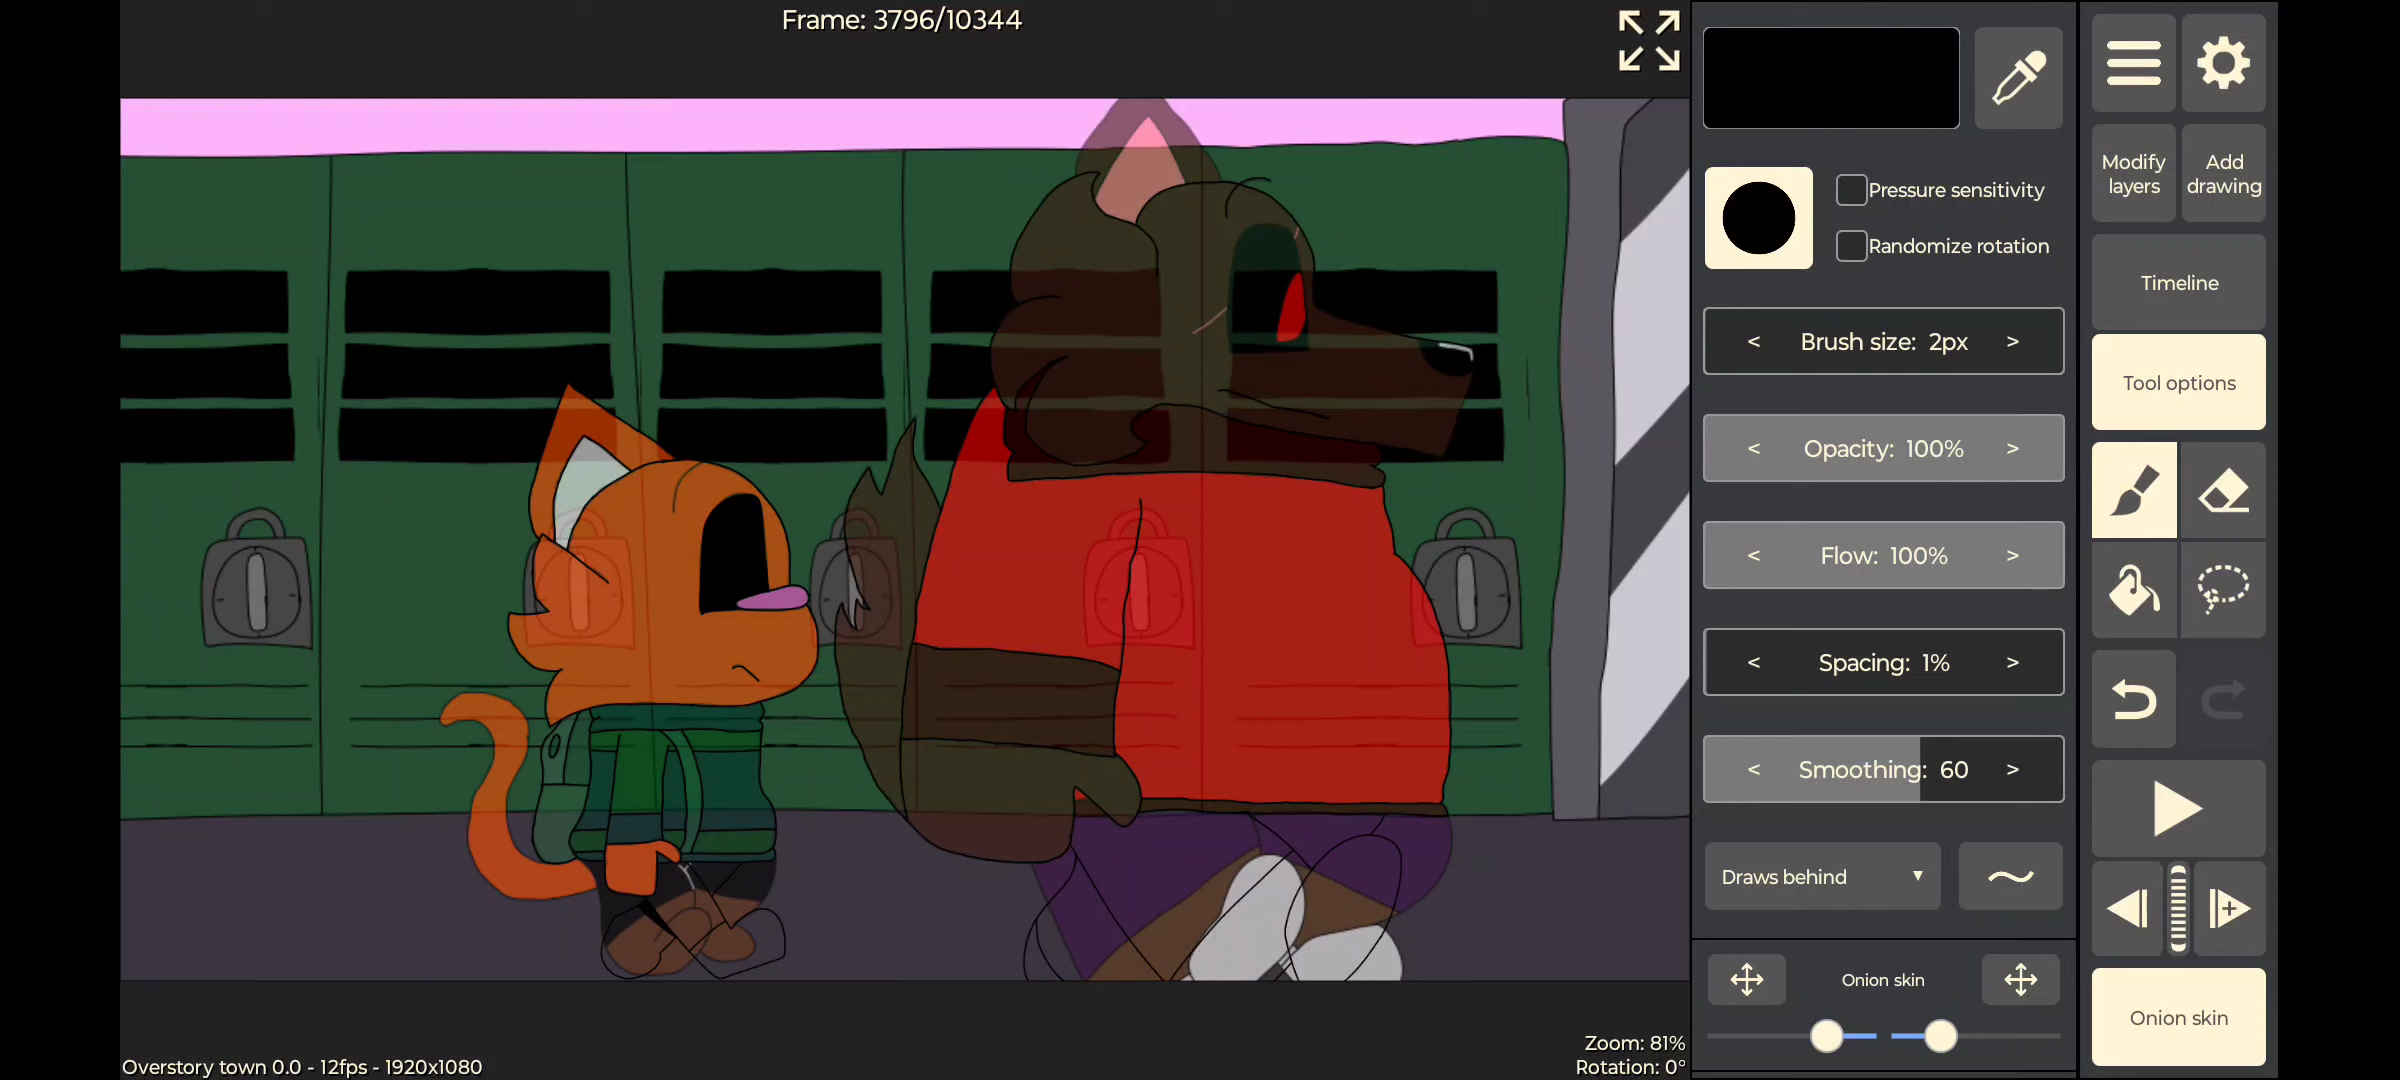 Frame: 3796/10344
Modify
layers
Add
drawing
Pressure sensitivity
Randomize rotation
Timeline
< Brush size: 2px >
Tool options
< Opacity: 100% >
< Flow: 100% >
< Spacing: 1% >
< Smoothing: 60 >
Draws behind
Onion skin
Onion skin
Zoom: 81%
Rotation: 0°
Overstory town 0.0 - 12fps - 1920x1080